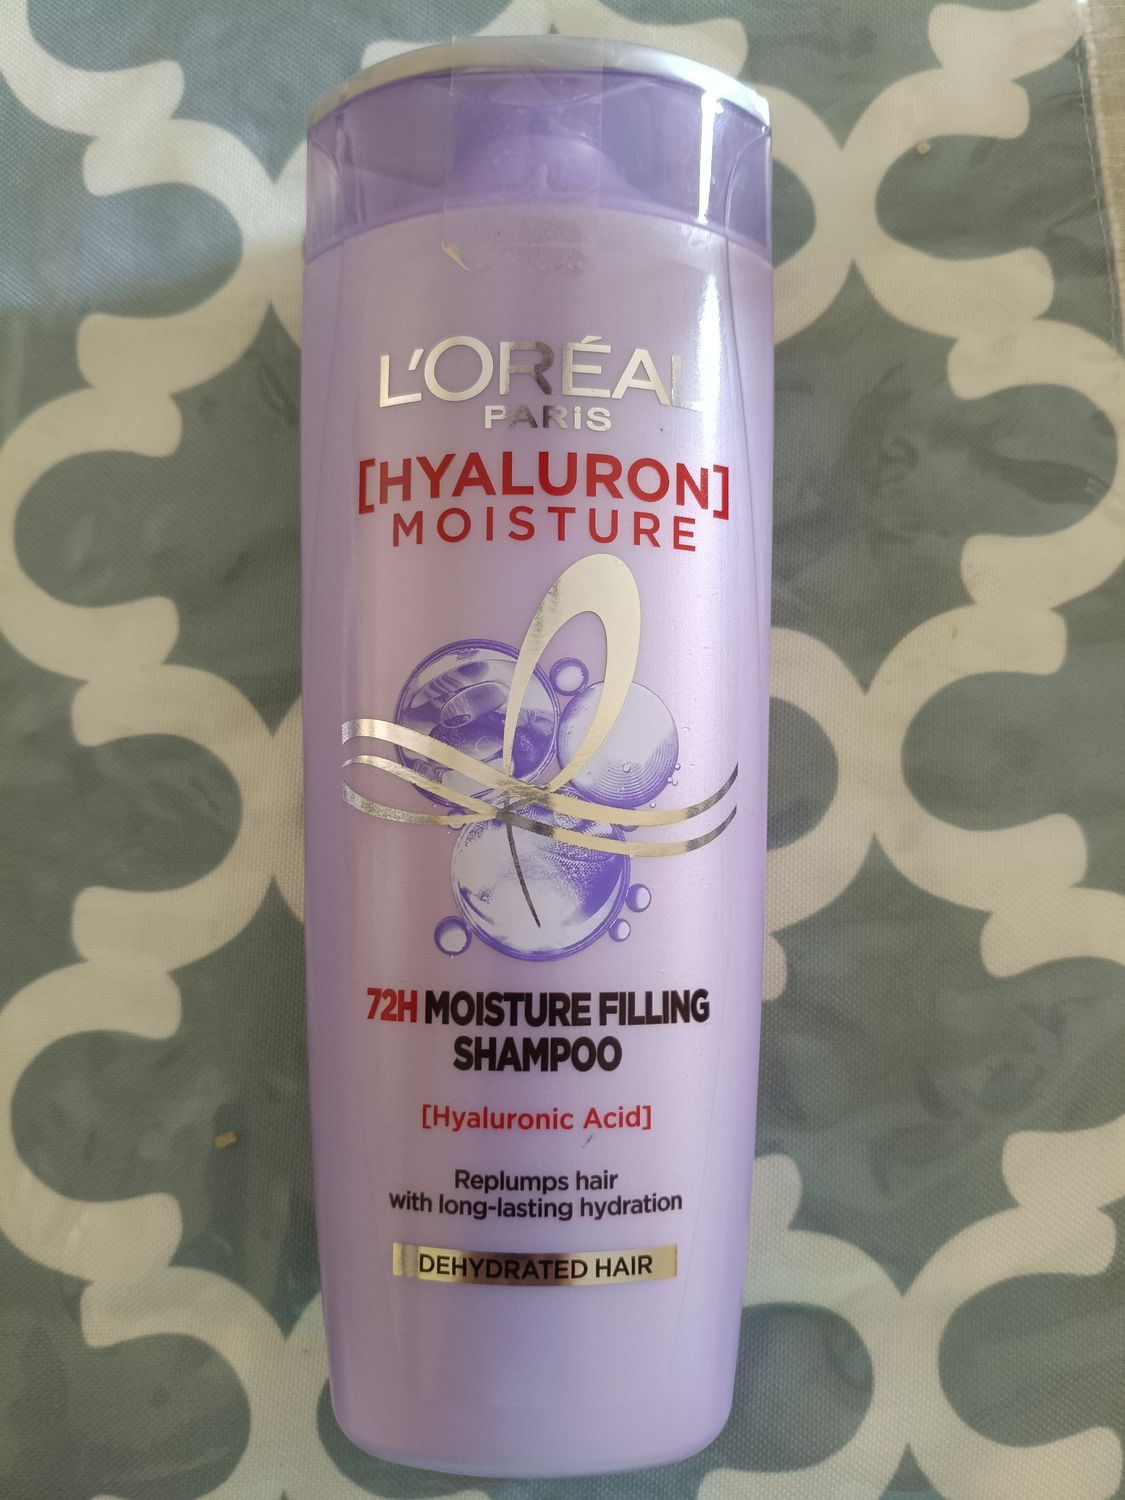 L'ORÉAL
PARiS
[HYALURON]
MOISTURE
72H MOISTURE FILLING
SHAMPOO
[Hyaluronic Acid]
Replumps hair
with long-lasting hydration
DEHYDRATED HAIR